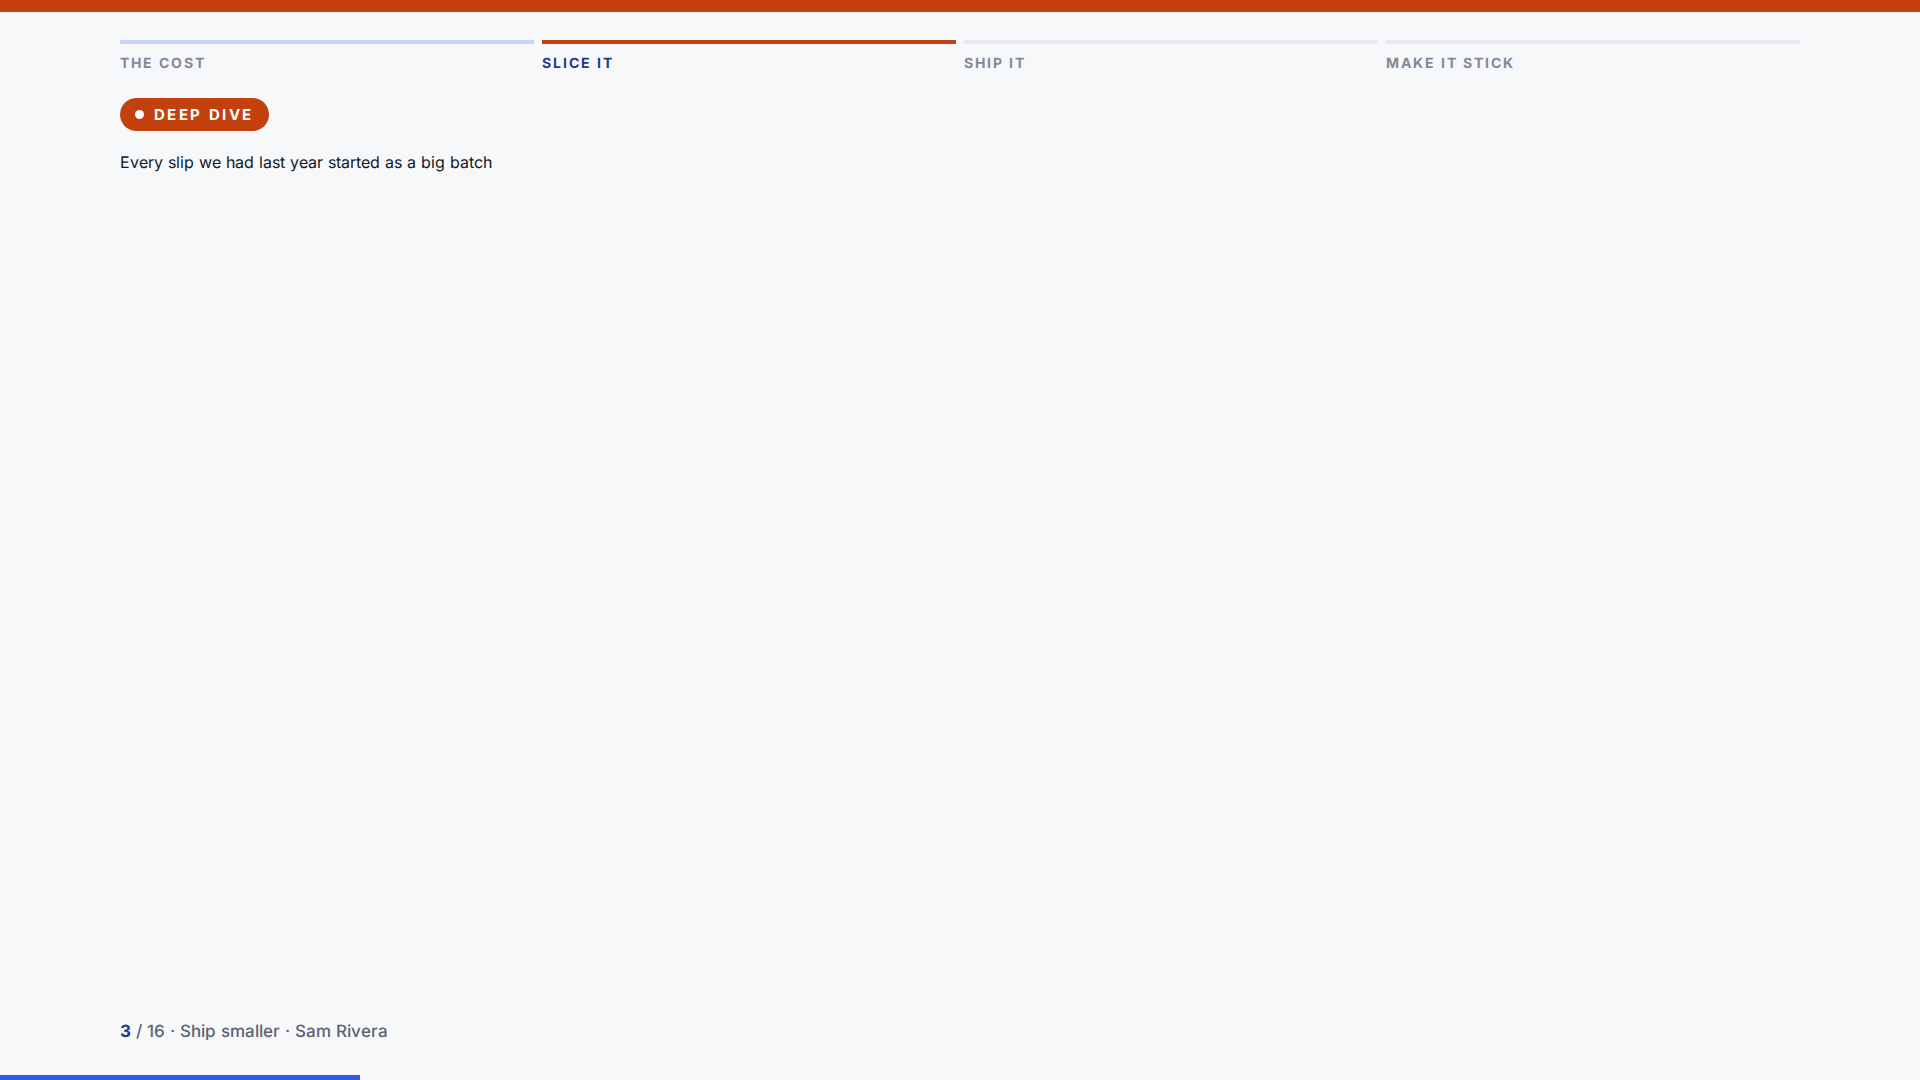 THE COST
SLICE IT
SHIP IT
MAKE IT STICK
DEEP DIVE
Every slip we had last year started as a big batch
3 / 16 · Ship smaller · Sam Rivera